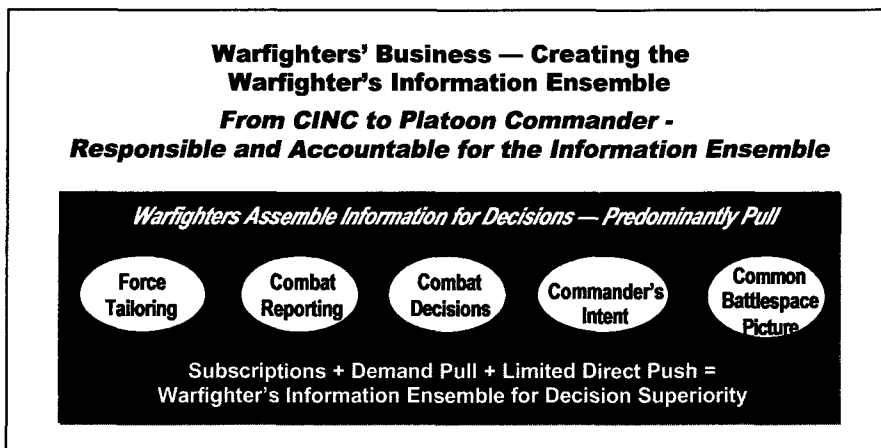 Warfighters' Business — Creating the
Warfighter's Information Ensemble
From CINC to Platoon Commander -
Responsible and Accountable for the Information Ensemble
Warfighters Assemble Information for Decisions — Predominantly Pull
Force
Tailoring
Combat
Reporting
Combat
Decisions
Commander's
Intent
Common
Battlespace
Picture
Subscriptions + Demand Pull + Limited Direct Push =
Warfighter's Information Ensemble for Decision Superiority